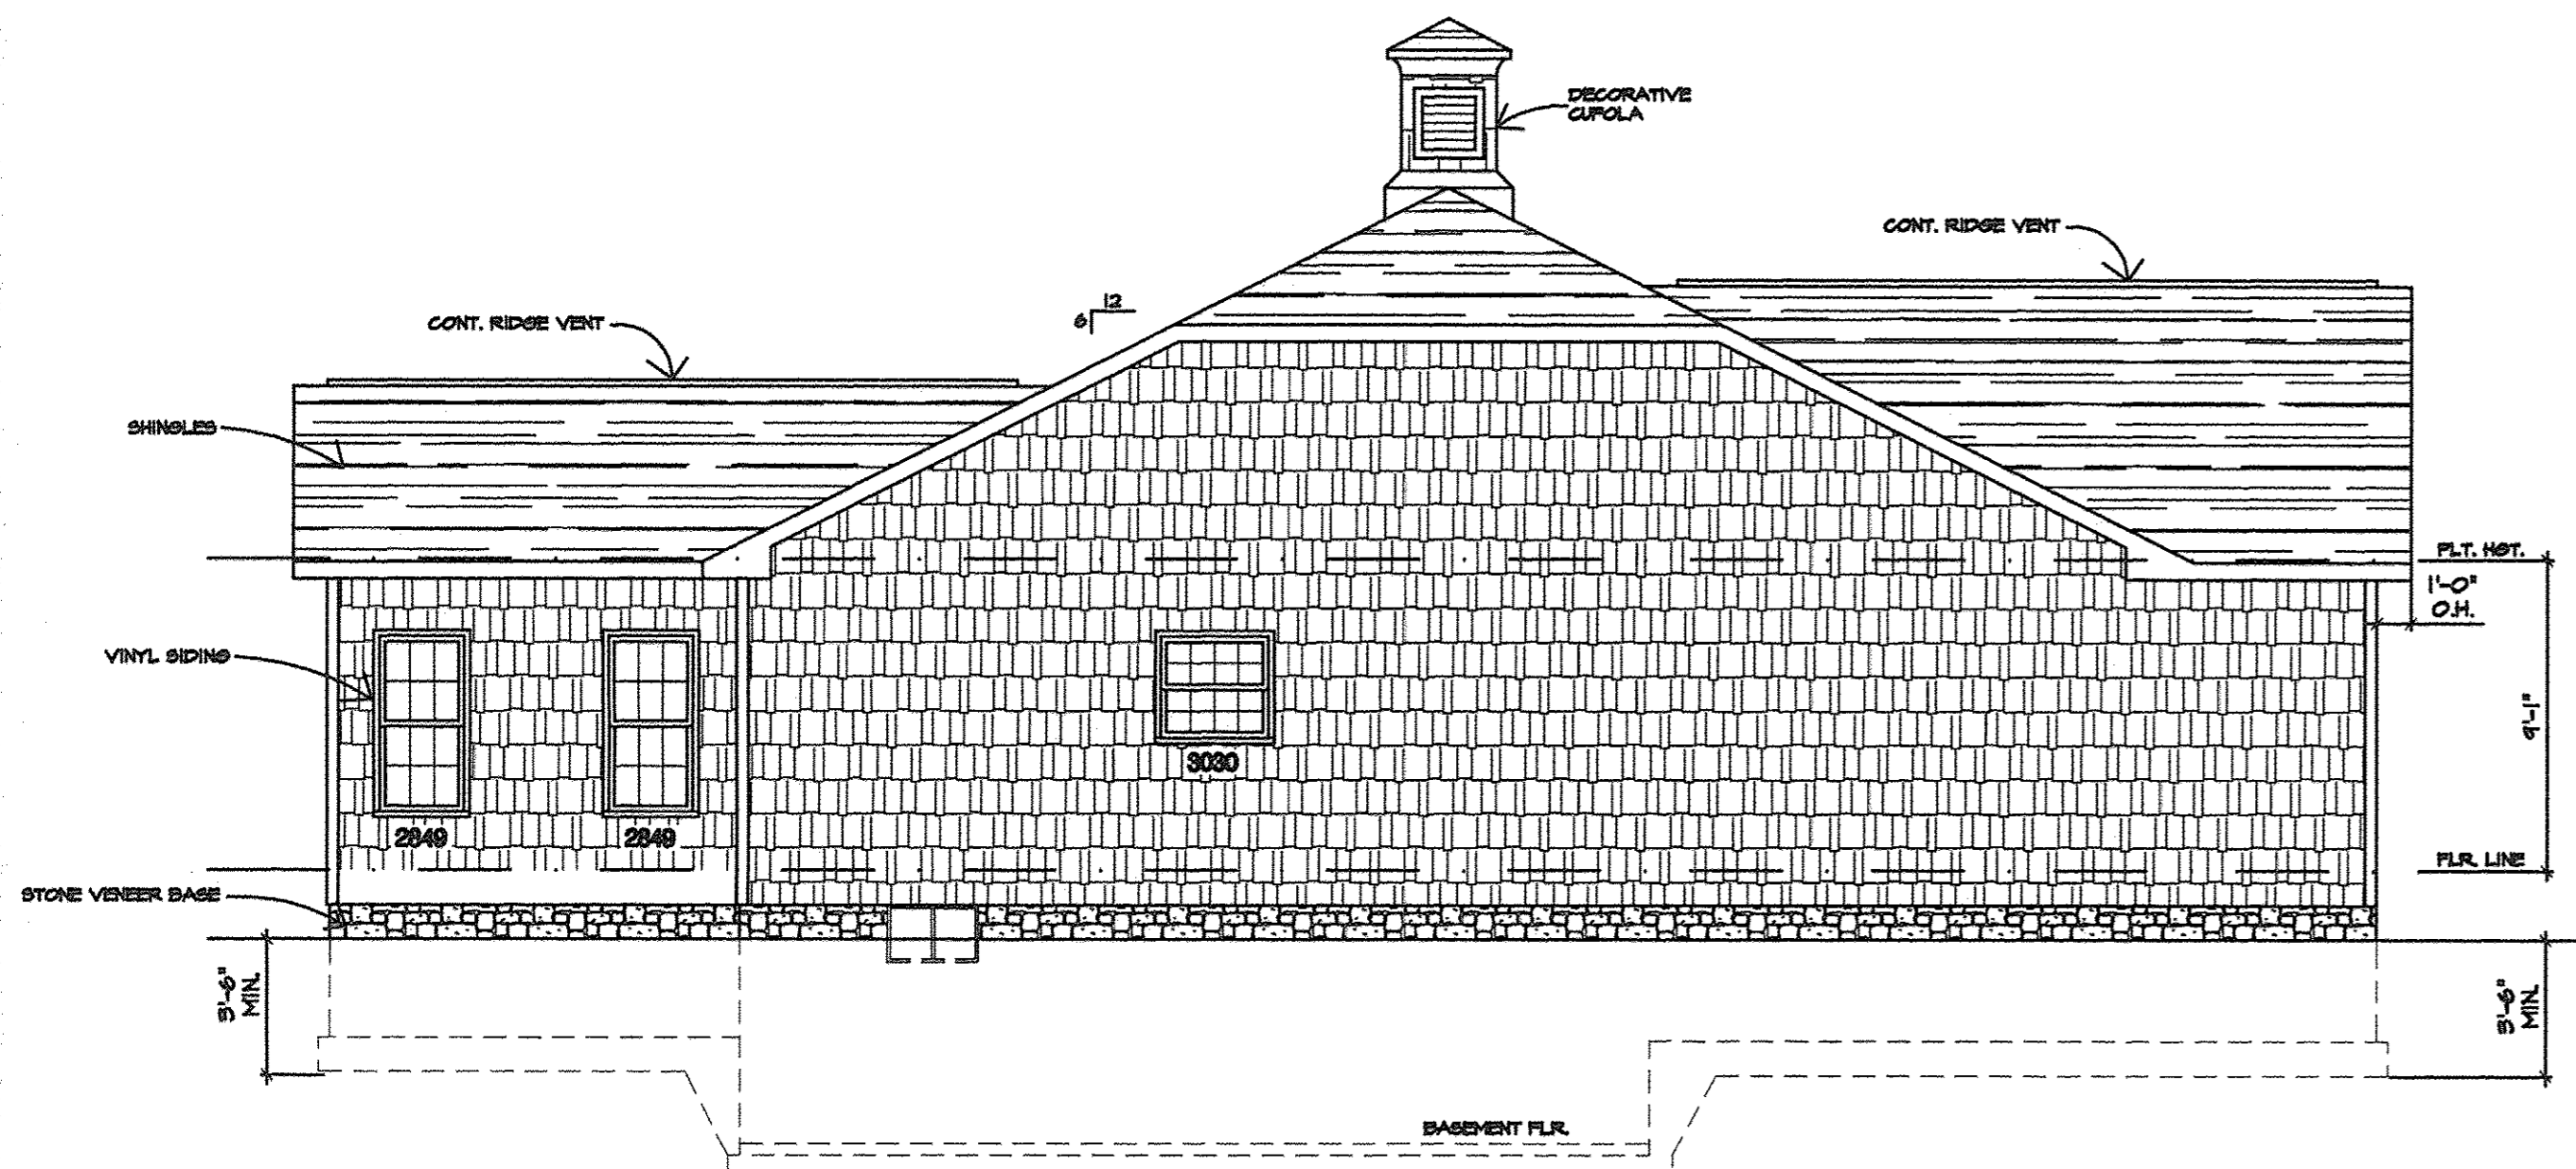 DECORATIVE
CUPOLA
CONT. RIDGE VENT
12
6
CONT. RIDGE VENT
SHINGLES
PLT. HGT.
1'-0"
O.H.
VINYL SIDING
9'-1"
3030
2849
2849
FLR. LINE
STONE VENEER BASE
3'-6"
MIN.
3'-6"
MIN.
BASEMENT FLR.